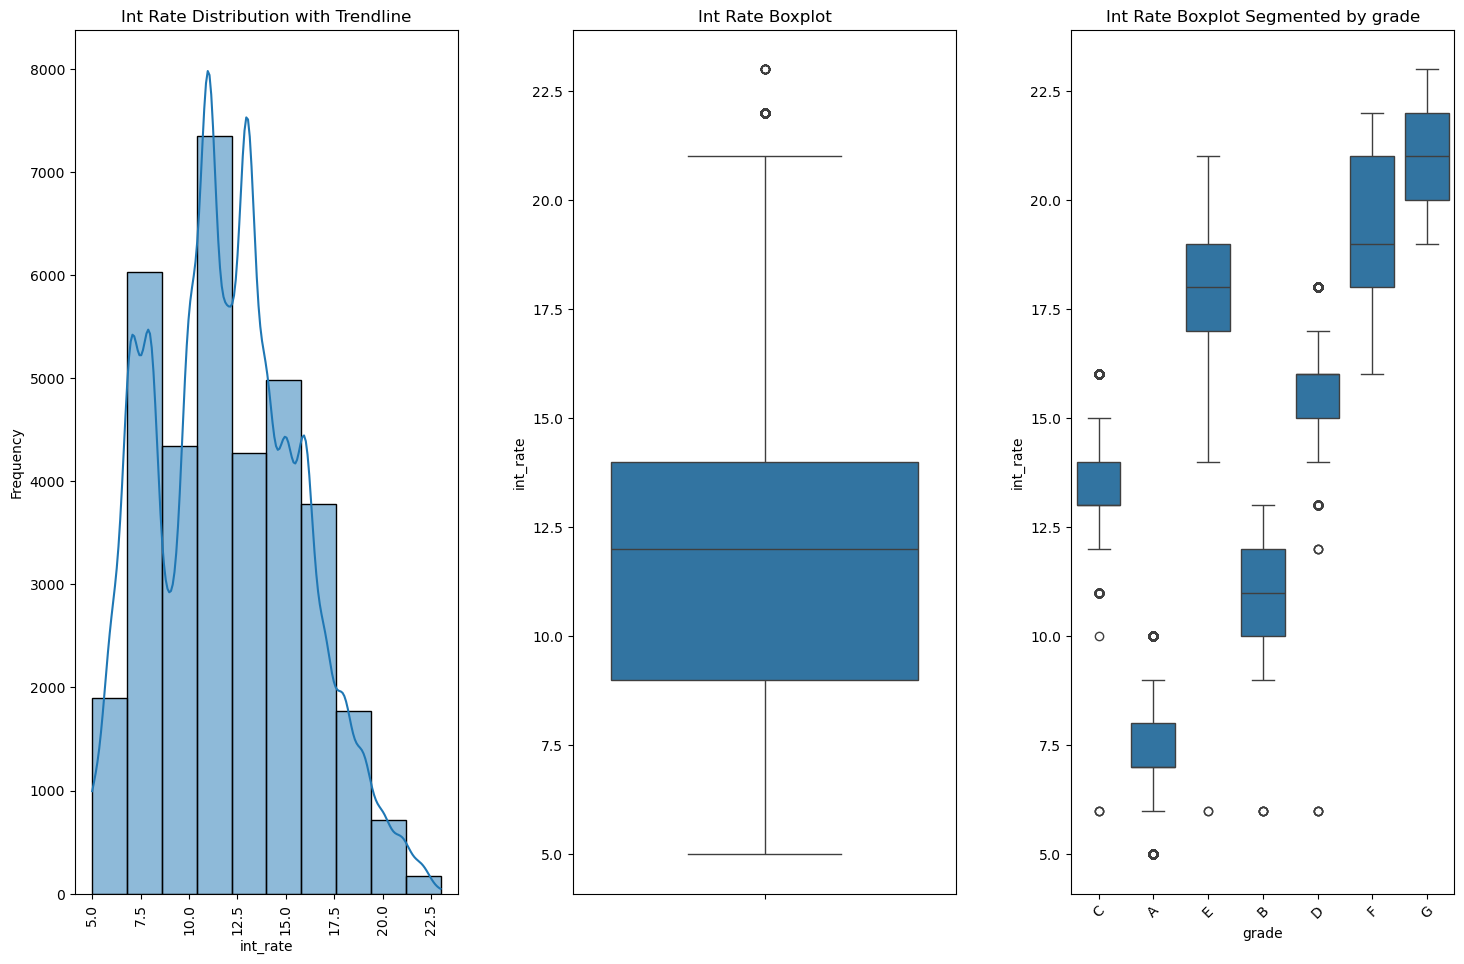 Int Rate Distribution with Trendline
8000
7000
6000
5000
4000
3000
2000
1000
0
Frequency
5.0
7.5
10.0
12.5
15.0
17.5
20.0
22.5
int_rate
Int Rate Boxplot
22.5
20.0
17.5
15.0
12.5
10.0
7.5
5.0
int_rate
Int Rate Boxplot Segmented by grade
22.5
20.0
17.5
15.0
12.5
10.0
7.5
5.0
int_rate
C
A
E
B
D
F
G
grade